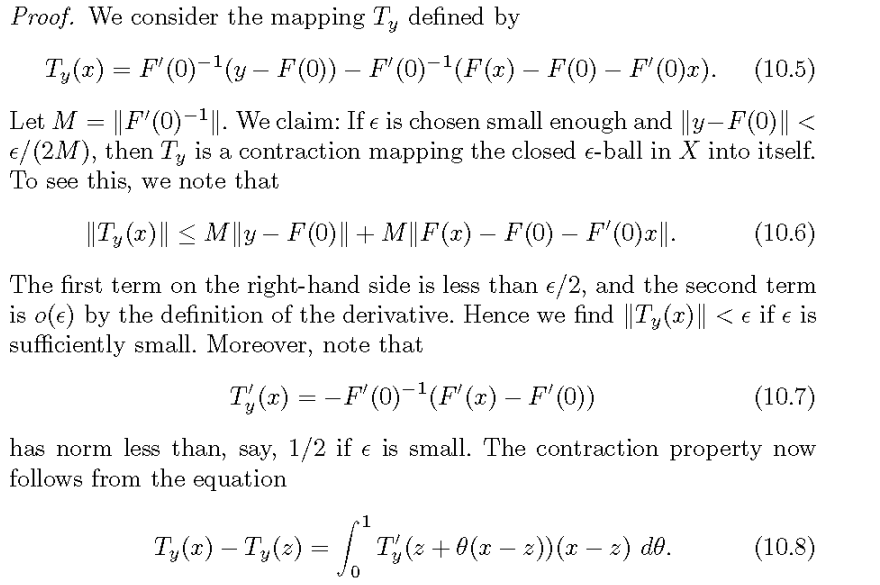 Proof. We consider the mapping T_y defined by
T_y(x) = F′(0)⁻¹(y − F(0)) − F′(0)⁻¹(F(x) − F(0) − F′(0)x). (10.5)
Let M = ‖F′(0)⁻¹‖. We claim: If ϵ is chosen small enough and ‖y−F(0)‖ <
ϵ/(2M), then T_y is a contraction mapping the closed ϵ-ball in X into itself.
To see this, we note that
‖T_y(x)‖ ≤ M‖y − F(0)‖ + M‖F(x) − F(0) − F′(0)x‖. (10.6)
The first term on the right-hand side is less than ϵ/2, and the second term
is o(ϵ) by the definition of the derivative. Hence we find ‖T_y(x)‖ < ϵ if ϵ is
sufficiently small. Moreover, note that
T′_y(x) = −F′(0)⁻¹(F′(x) − F′(0)) (10.7)
has norm less than, say, 1/2 if ϵ is small. The contraction property now
follows from the equation
T_y(x) − T_y(z) = ∫₀¹ T′_y(z + θ(x − z))(x − z) dθ. (10.8)